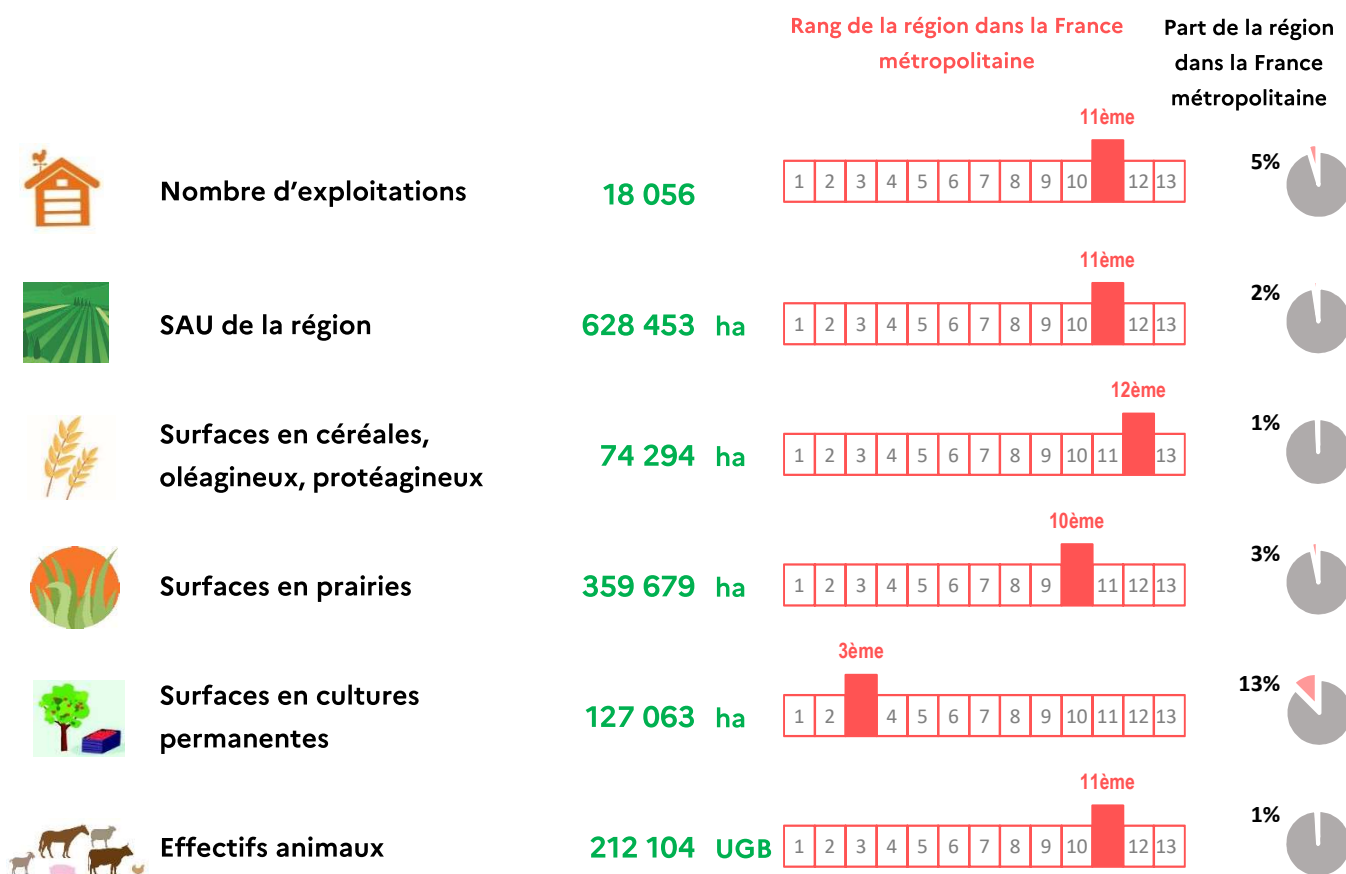 Rang de la région dans la France
métropolitaine
Part de la région
dans la France
métropolitaine
Nombre d'exploitations 18 056
11ème
1 2 3 4 5 6 7 8 9 10 12 13
5%
SAU de la région 628 453 ha
11ème
1 2 3 4 5 6 7 8 9 10 12 13
2%
Surfaces en céréales,
oléagineux, protéagineux
74 294 ha
12ème
1 2 3 4 5 6 7 8 9 10 11 13
1%
Surfaces en prairies 359 679 ha
10ème
1 2 3 4 5 6 7 8 9 11 12 13
3%
Surfaces en cultures
permanentes
127 063 ha
3ème
1 2 4 5 6 7 8 9 10 11 12 13
13%
Effectifs animaux 212 104 UGB
11ème
1 2 3 4 5 6 7 8 9 10 12 13
1%